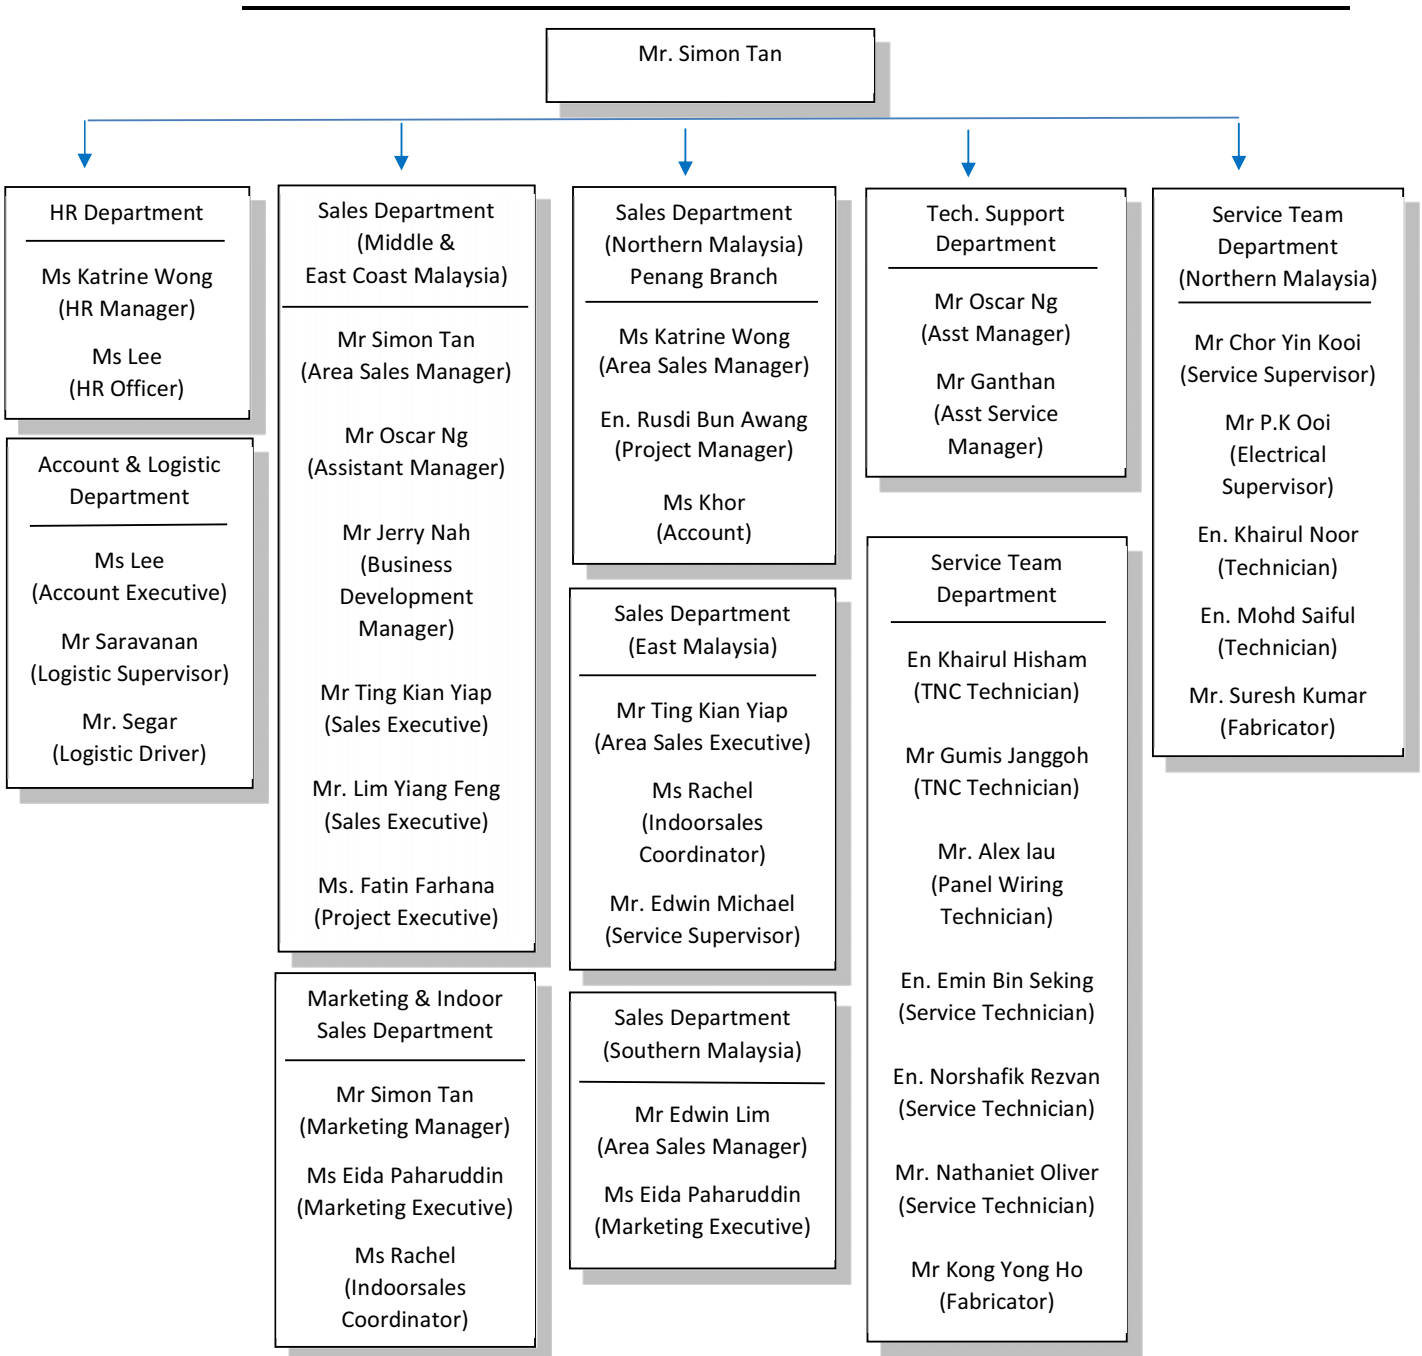 Mr. Simon Tan
HR Department
Ms Katrine Wong
(HR Manager)
Ms Lee
(HR Officer)
Account & Logistic
Department
Ms Lee
(Account Executive)
Mr Saravanan
(Logistic Supervisor)
Mr. Segar
(Logistic Driver)
Sales Department
(Middle &
East Coast Malaysia)
Mr Simon Tan
(Area Sales Manager)
Mr Oscar Ng
(Assistant Manager)
Mr Jerry Nah
(Business
Development
Manager)
Mr Ting Kian Yiap
(Sales Executive)
Mr. Lim Yiang Feng
(Sales Executive)
Ms. Fatin Farhana
(Project Executive)
Marketing & Indoor
Sales Department
Mr Simon Tan
(Marketing Manager)
Ms Eida Paharuddin
(Marketing Executive)
Ms Rachel
(Indoorsales
Coordinator)
Sales Department
(Northern Malaysia)
Penang Branch
Ms Katrine Wong
(Area Sales Manager)
En. Rusdi Bun Awang
(Project Manager)
Ms Khor
(Account)
Sales Department
(East Malaysia)
Mr Ting Kian Yiap
(Area Sales Executive)
Ms Rachel
(Indoorsales
Coordinator)
Mr. Edwin Michael
(Service Supervisor)
Sales Department
(Southern Malaysia)
Mr Edwin Lim
(Area Sales Manager)
Ms Eida Paharuddin
(Marketing Executive)
Tech. Support
Department
Mr Oscar Ng
(Asst Manager)
Mr Ganthan
(Asst Service
Manager)
Service Team
Department
En Khairul Hisham
(TNC Technician)
Mr Gumis Janggoh
(TNC Technician)
Mr. Alex lau
(Panel Wiring
Technician)
En. Emin Bin Seking
(Service Technician)
En. Norshafik Rezvan
(Service Technician)
Mr. Nathaniet Oliver
(Service Technician)
Mr Kong Yong Ho
(Fabricator)
Service Team
Department
(Northern Malaysia)
Mr Chor Yin Kooi
(Service Supervisor)
Mr P.K Ooi
(Electrical
Supervisor)
En. Khairul Noor
(Technician)
En. Mohd Saiful
(Technician)
Mr. Suresh Kumar
(Fabricator)